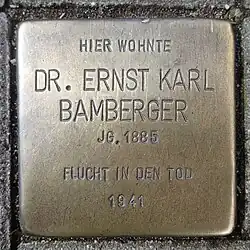 HIER WOHNTE
DR. ERNST KARL
BAMBERGER
JG. 1885
FLUCHT IN DEN TOD
1941